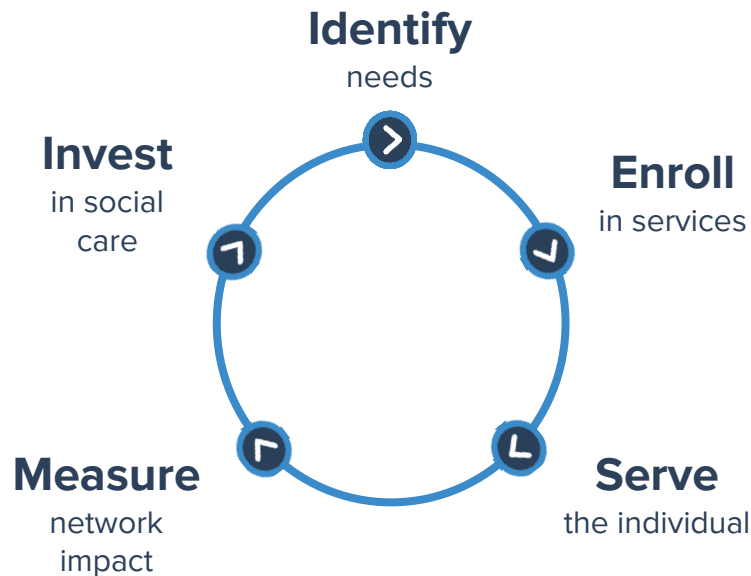 Identify
needs
Enroll
in services
Serve
the individual
Measure
network
impact
Invest
in social
care